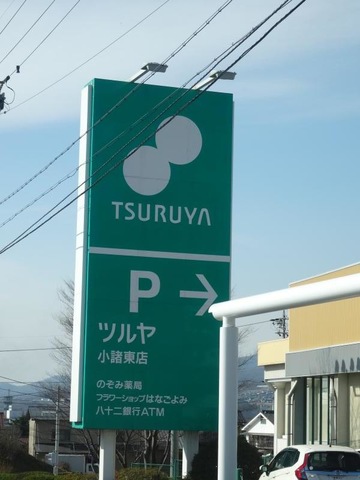 TSURUYA
P →
ツルヤ
小諸東店
のぞみ薬局
フラワーショップはなごよみ
八十二銀行ATM